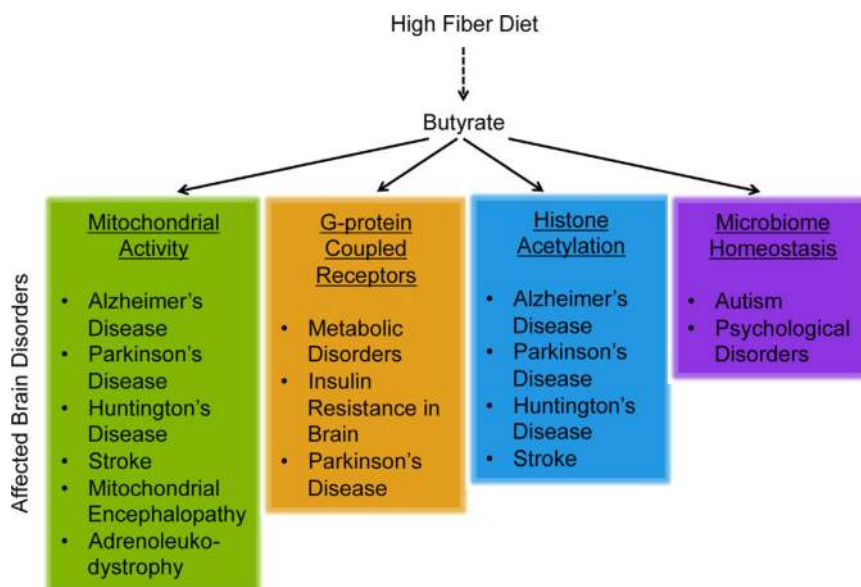 High Fiber Diet
Butyrate
Affected Brain Disorders
Mitochondrial
Activity
• Alzheimer's
Disease
• Parkinson's
Disease
• Huntington's
Disease
• Stroke
• Mitochondrial
Encephalopathy
• Adrenoleuko-
dystrophy
G-protein
Coupled
Receptors
• Metabolic
Disorders
• Insulin
Resistance in
Brain
• Parkinson's
Disease
Histone
Acetylation
• Alzheimer's
Disease
• Parkinson's
Disease
• Huntington's
Disease
• Stroke
Microbiome
Homeostasis
• Autism
• Psychological
Disorders